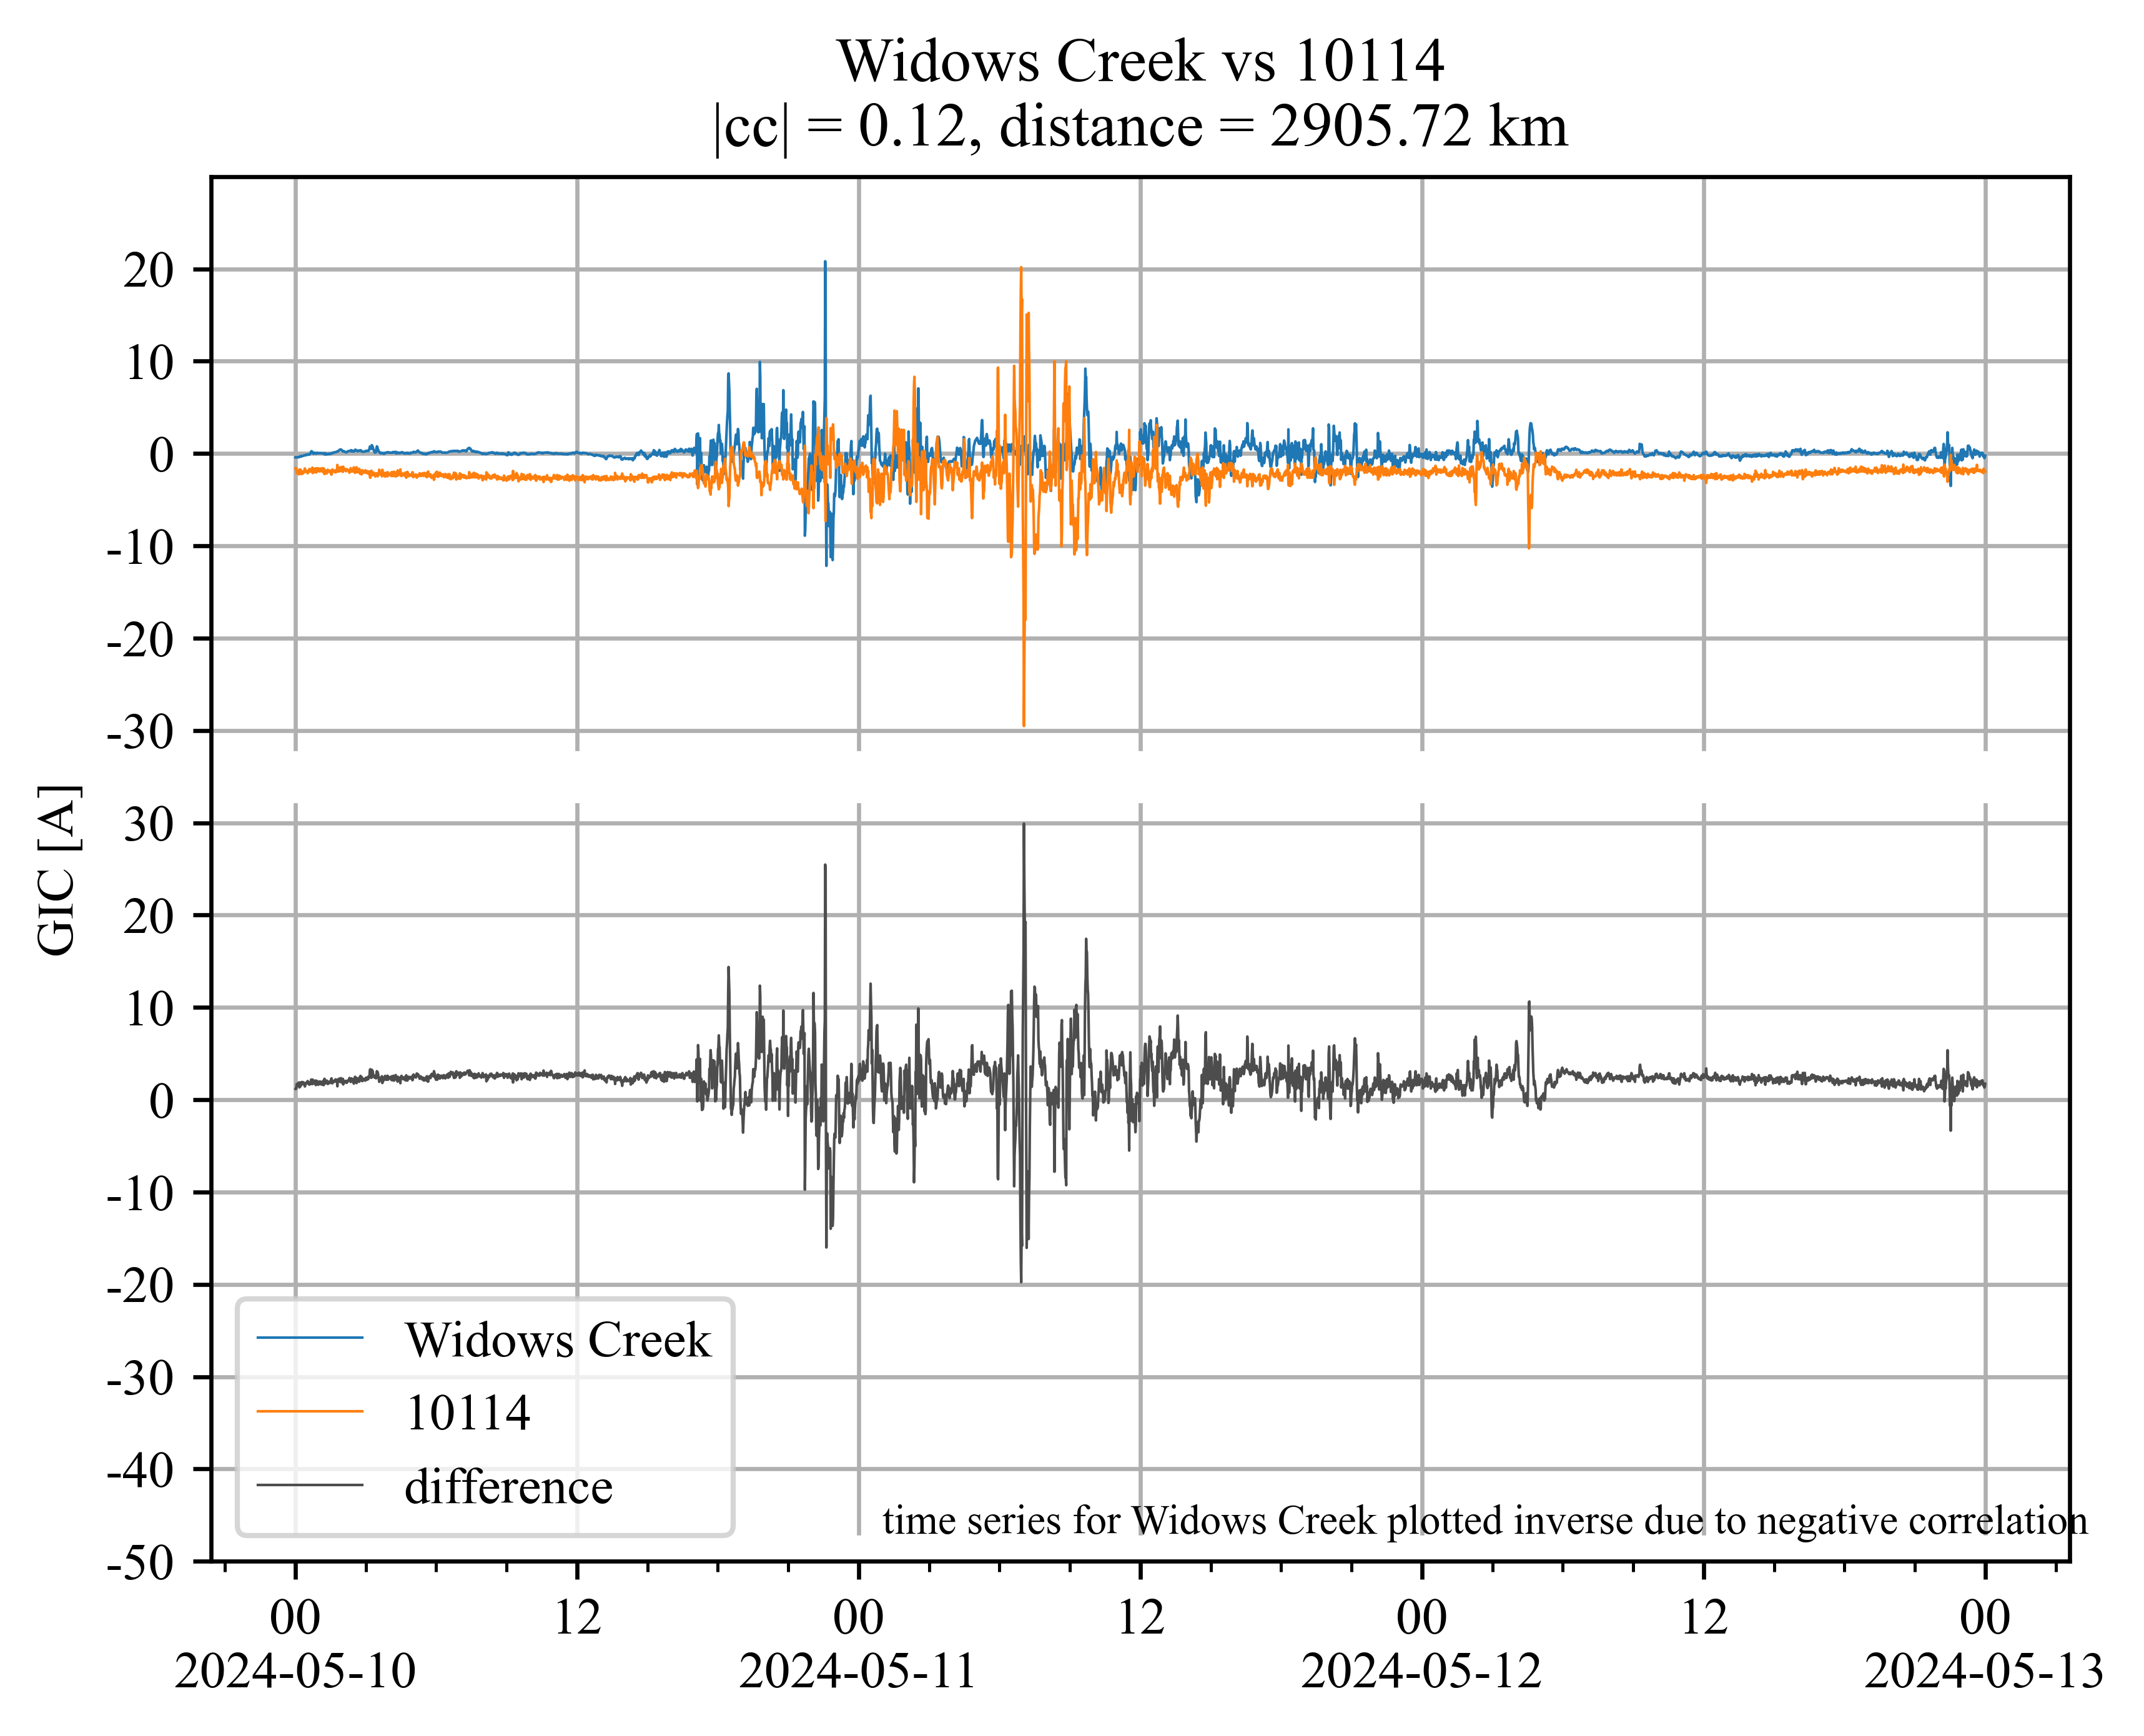 Widows Creek vs 10114
|cc| = 0.12, distance = 2905.72 km
GIC [A]
20
10
0
-10
-20
-30
30
20
10
0
-10
-20
-30
-40
-50
Widows Creek
10114
difference
time series for Widows Creek plotted inverse due to negative correlation
00 12 00 12 00 12 00
2024-05-10 2024-05-11 2024-05-12 2024-05-13